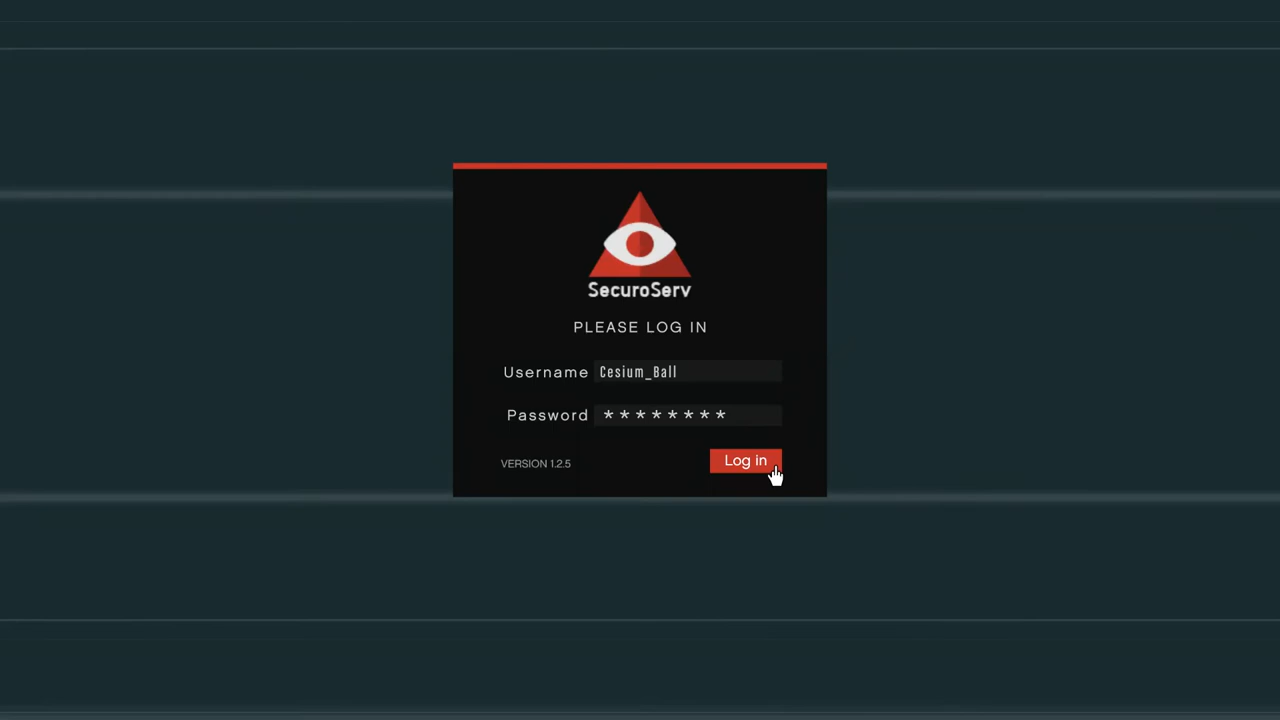 SecuroServ
PLEASE LOG IN
Username Cesium_Ball
Password ********
VERSION 1.2.5 Log in